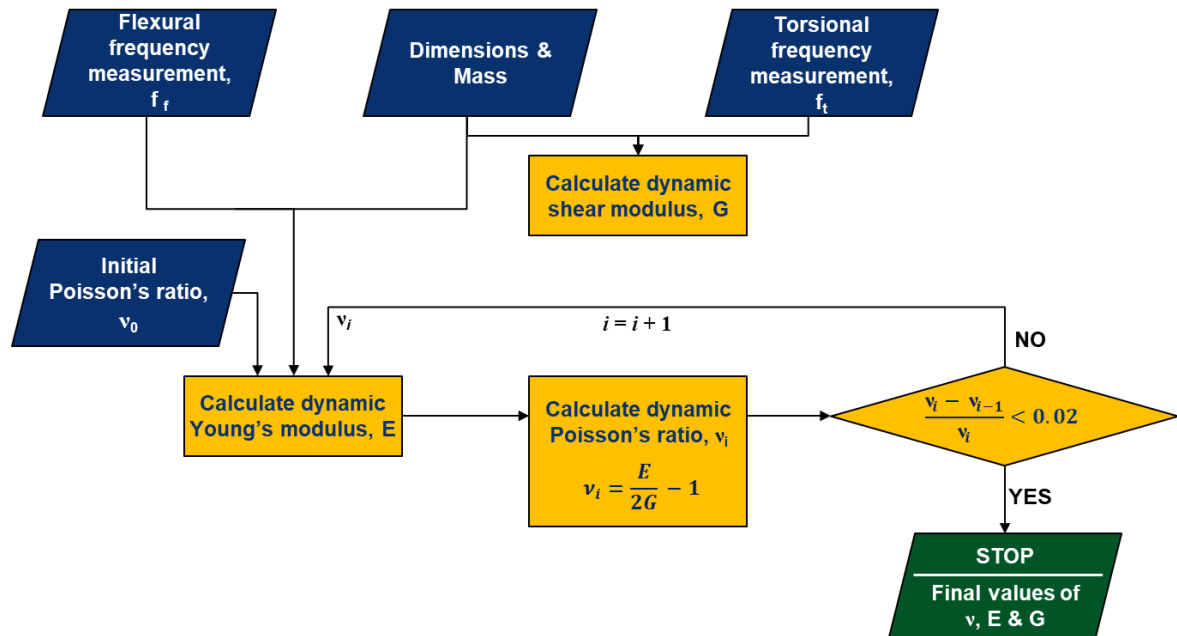 Flexural
frequency
measurement,
f f
Dimensions &
Mass
Torsional
frequency
measurement,
ft
Calculate dynamic
shear modulus, G
Initial
Poisson's ratio,
ν0
νi
i = i + 1
NO
Calculate dynamic
Young's modulus, E
Calculate dynamic
Poisson's ratio, νi
νi = E/2G − 1
νi − νi−1/νi < 0.02
YES
STOP
Final values of
ν, E & G